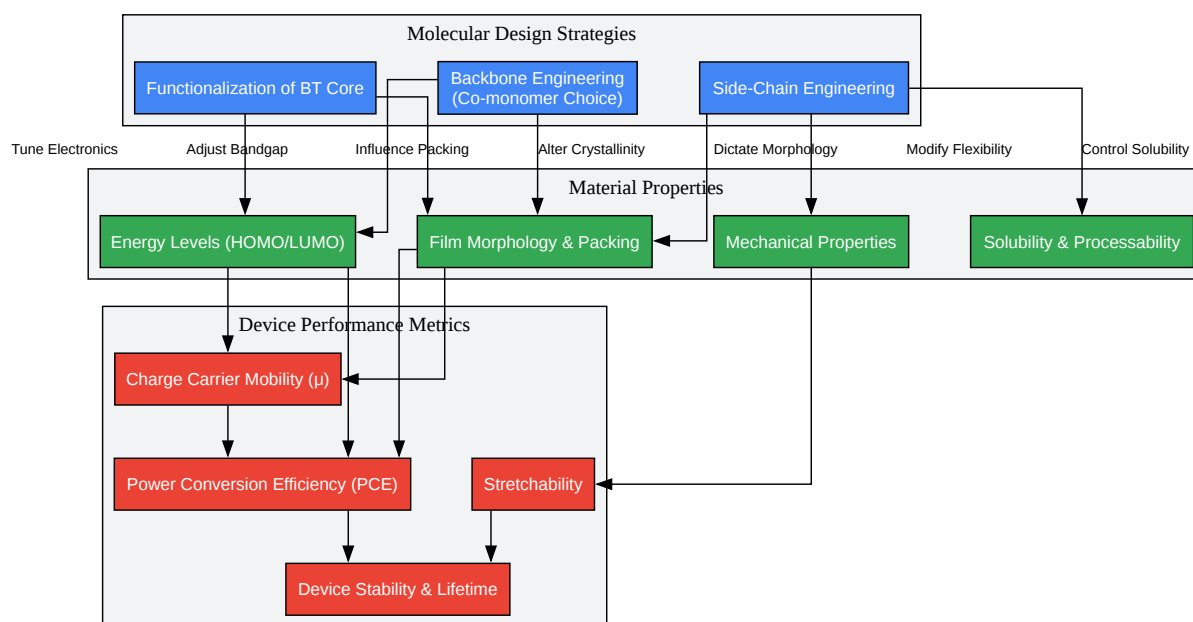 Molecular Design Strategies
Functionalization of BT Core
Backbone Engineering
(Co-monomer Choice)
Side-Chain Engineering
Tune Electronics
Adjust Bandgap
Influence Packing
Alter Crystallinity
Dictate Morphology
Modify Flexibility
Control Solubility
Material Properties
Energy Levels (HOMO/LUMO)
Film Morphology & Packing
Mechanical Properties
Solubility & Processability
Device Performance Metrics
Charge Carrier Mobility (μ)
Power Conversion Efficiency (PCE)
Stretchability
Device Stability & Lifetime